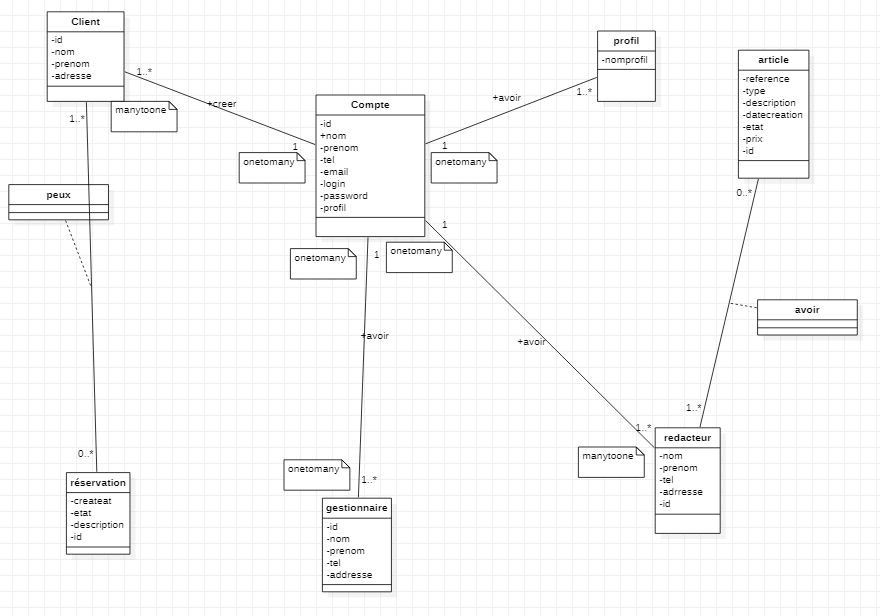 Client
-id
-nom
-prenom
-adresse
1..*
manytoone
+creer
1
onetomany
1..*
peux
0..*
réservation
-createat
-etat
-description
-id
Compte
-id
+nom
-prenom
-tel
-email
-login
-password
-profil
1
onetomany
+avoir
1..*
profil
-nomprofil
1
onetomany
+avoir
1..*
onetomany
gestionnaire
-id
-nom
-prenom
-tel
-addresse
1
onetomany
+avoir
1..*
manytoone
redacteur
-nom
-prenom
-tel
-adrresse
-id
article
-reference
-type
-description
-datecreation
-etat
-prix
-id
0..*
avoir
1..*